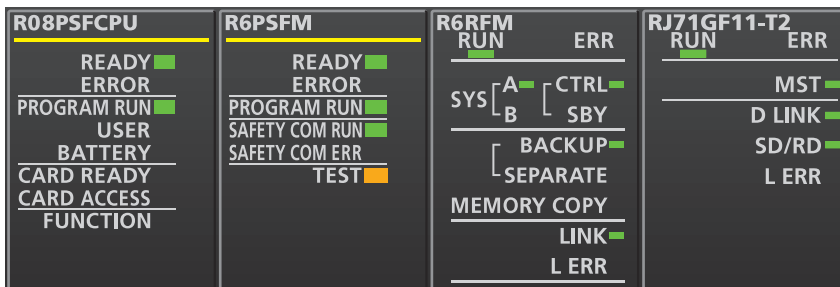 R08PSFCPU
READY
ERROR
PROGRAM RUN
USER
BATTERY
CARD READY
CARD ACCESS
FUNCTION
R6PSFM
READY
ERROR
PROGRAM RUN
SAFETY COM RUN
SAFETY COM ERR
TEST
R6RFM
RUN ERR
SYS A CTRL
B SBY
BACKUP
SEPARATE
MEMORY COPY
LINK
L ERR
RJ71GF11-T2
RUN ERR
MST
D LINK
SD/RD
L ERR